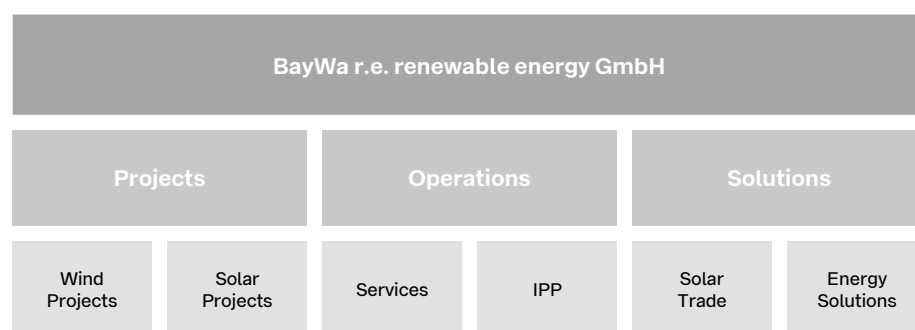 BayWa r.e. renewable energy GmbH
Projects
Operations
Solutions
Wind
Projects
Solar
Projects
Services
IPP
Solar
Trade
Energy
Solutions